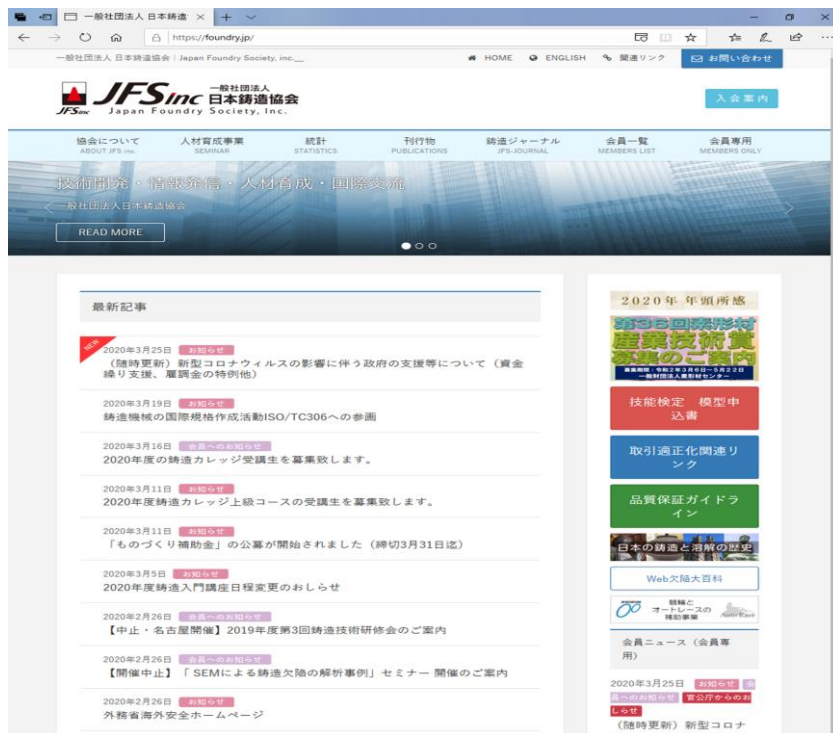 一般社団法人 日本鋳造
https://foundry.jp/
一般社団法人 日本鋳造協会 | Japan Foundry Society, inc.__
HOME
ENGLISH
関連リンク
お問い合わせ
JFSinc 一般社団法人 日本鋳造協会
JFSinc Japan Foundry Society, Inc.
入会案内
協会について 人材育成事業 統計 刊行物 鋳造ジャーナル 会員一覧 会員専用
ABOUT JFS inc. SEMINAR STATISTICS PUBLICATIONS JFS-JOURNAL MEMBERS LIST MEMBERS ONLY
技術開発・情報発信・人材育成・国際交流
一般社団法人日本鋳造協会
READ MORE
最新記事
NEW
2020年3月25日 お知らせ
（随時更新）新型コロナウィルスの影響に伴う政府の支援等について（資金
繰り支援、雇調金の特例他）
2020年3月19日 お知らせ
鋳造機械の国際規格作成活動ISO/TC306への参画
2020年3月16日 会員へのお知らせ
2020年度の鋳造カレッジ受講生を募集致します。
2020年3月11日 お知らせ
2020年度鋳造カレッジ上級コースの受講生を募集致します。
2020年3月11日 お知らせ
「ものづくり補助金」の公募が開始されました（締切3月31日迄）
2020年3月5日 お知らせ
2020年度鋳造入門講座日程変更のおしらせ
2020年2月26日 会員へのお知らせ
【中止・名古屋開催】2019年度第3回鋳造技術研修会のご案内
2020年2月26日 会員へのお知らせ
【開催中止】「 SEMによる鋳造欠陥の解析事例」セミナー 開催のご案内
2020年2月26日 お知らせ
外務省海外安全ホームページ
2020年 年頭所感
第36回素形材
産業技術賞
募集のご案内
募集期間：令和2年3月6日~5月22日
一般財団法人素形材センター
技能検定 模型申
込書
取引適正化関連リ
ンク
品質保証ガイドラ
イン
日本の鋳造と溶解の歴史
Web欠陥大百科
競輪と
オートレースの
補助事業
会員ニュース（会員専
用）
2020年3月25日 お知らせ 会
員へのお知らせ 官公庁からのお
しらせ
（随時更新）新型コロナ